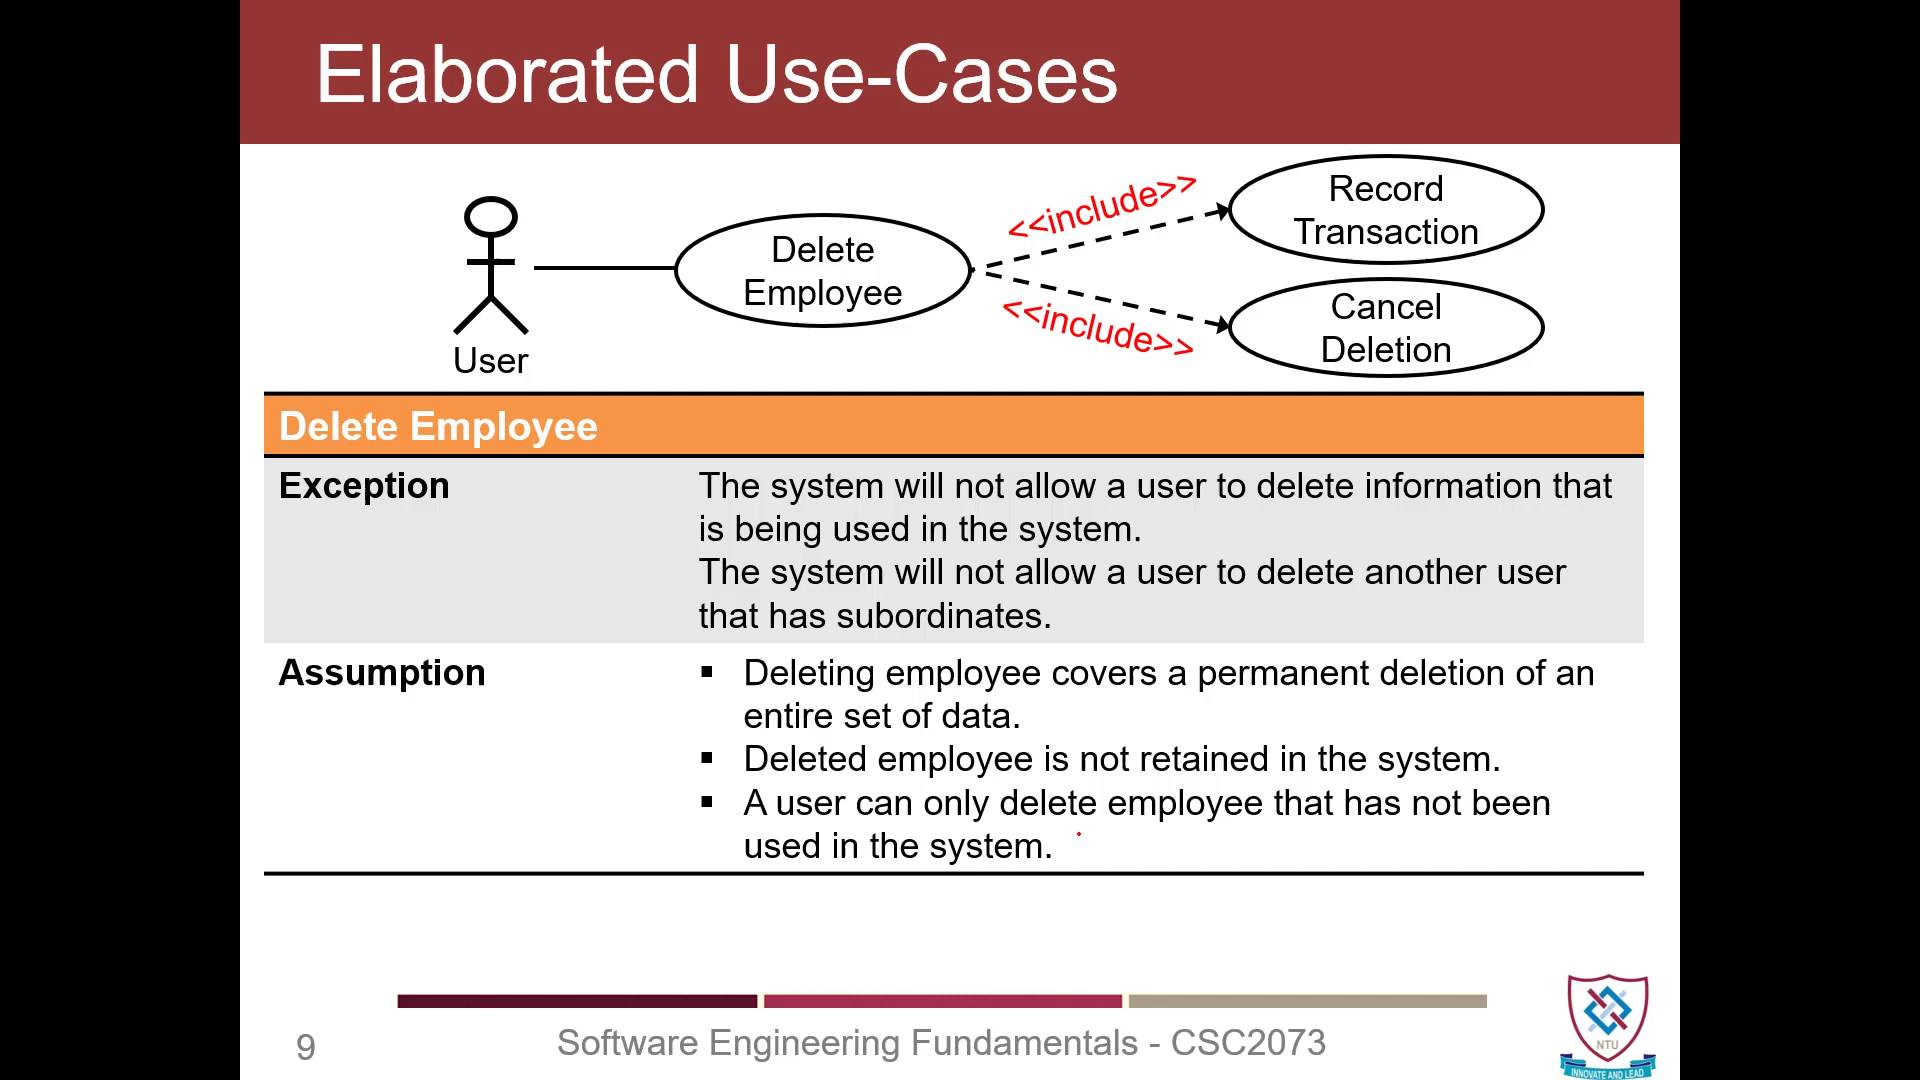 Elaborated Use-Cases
<<include>>
Record
Transaction
Delete
Employee
<<include>>
Cancel
Deletion
User
Delete Employee
Exception
The system will not allow a user to delete information that
is being used in the system.
The system will not allow a user to delete another user
that has subordinates.
Assumption
▪ Deleting employee covers a permanent deletion of an
entire set of data.
▪ Deleted employee is not retained in the system.
▪ A user can only delete employee that has not been
used in the system.
9
Software Engineering Fundamentals - CSC2073
NTU
INNOVATE AND LEAD